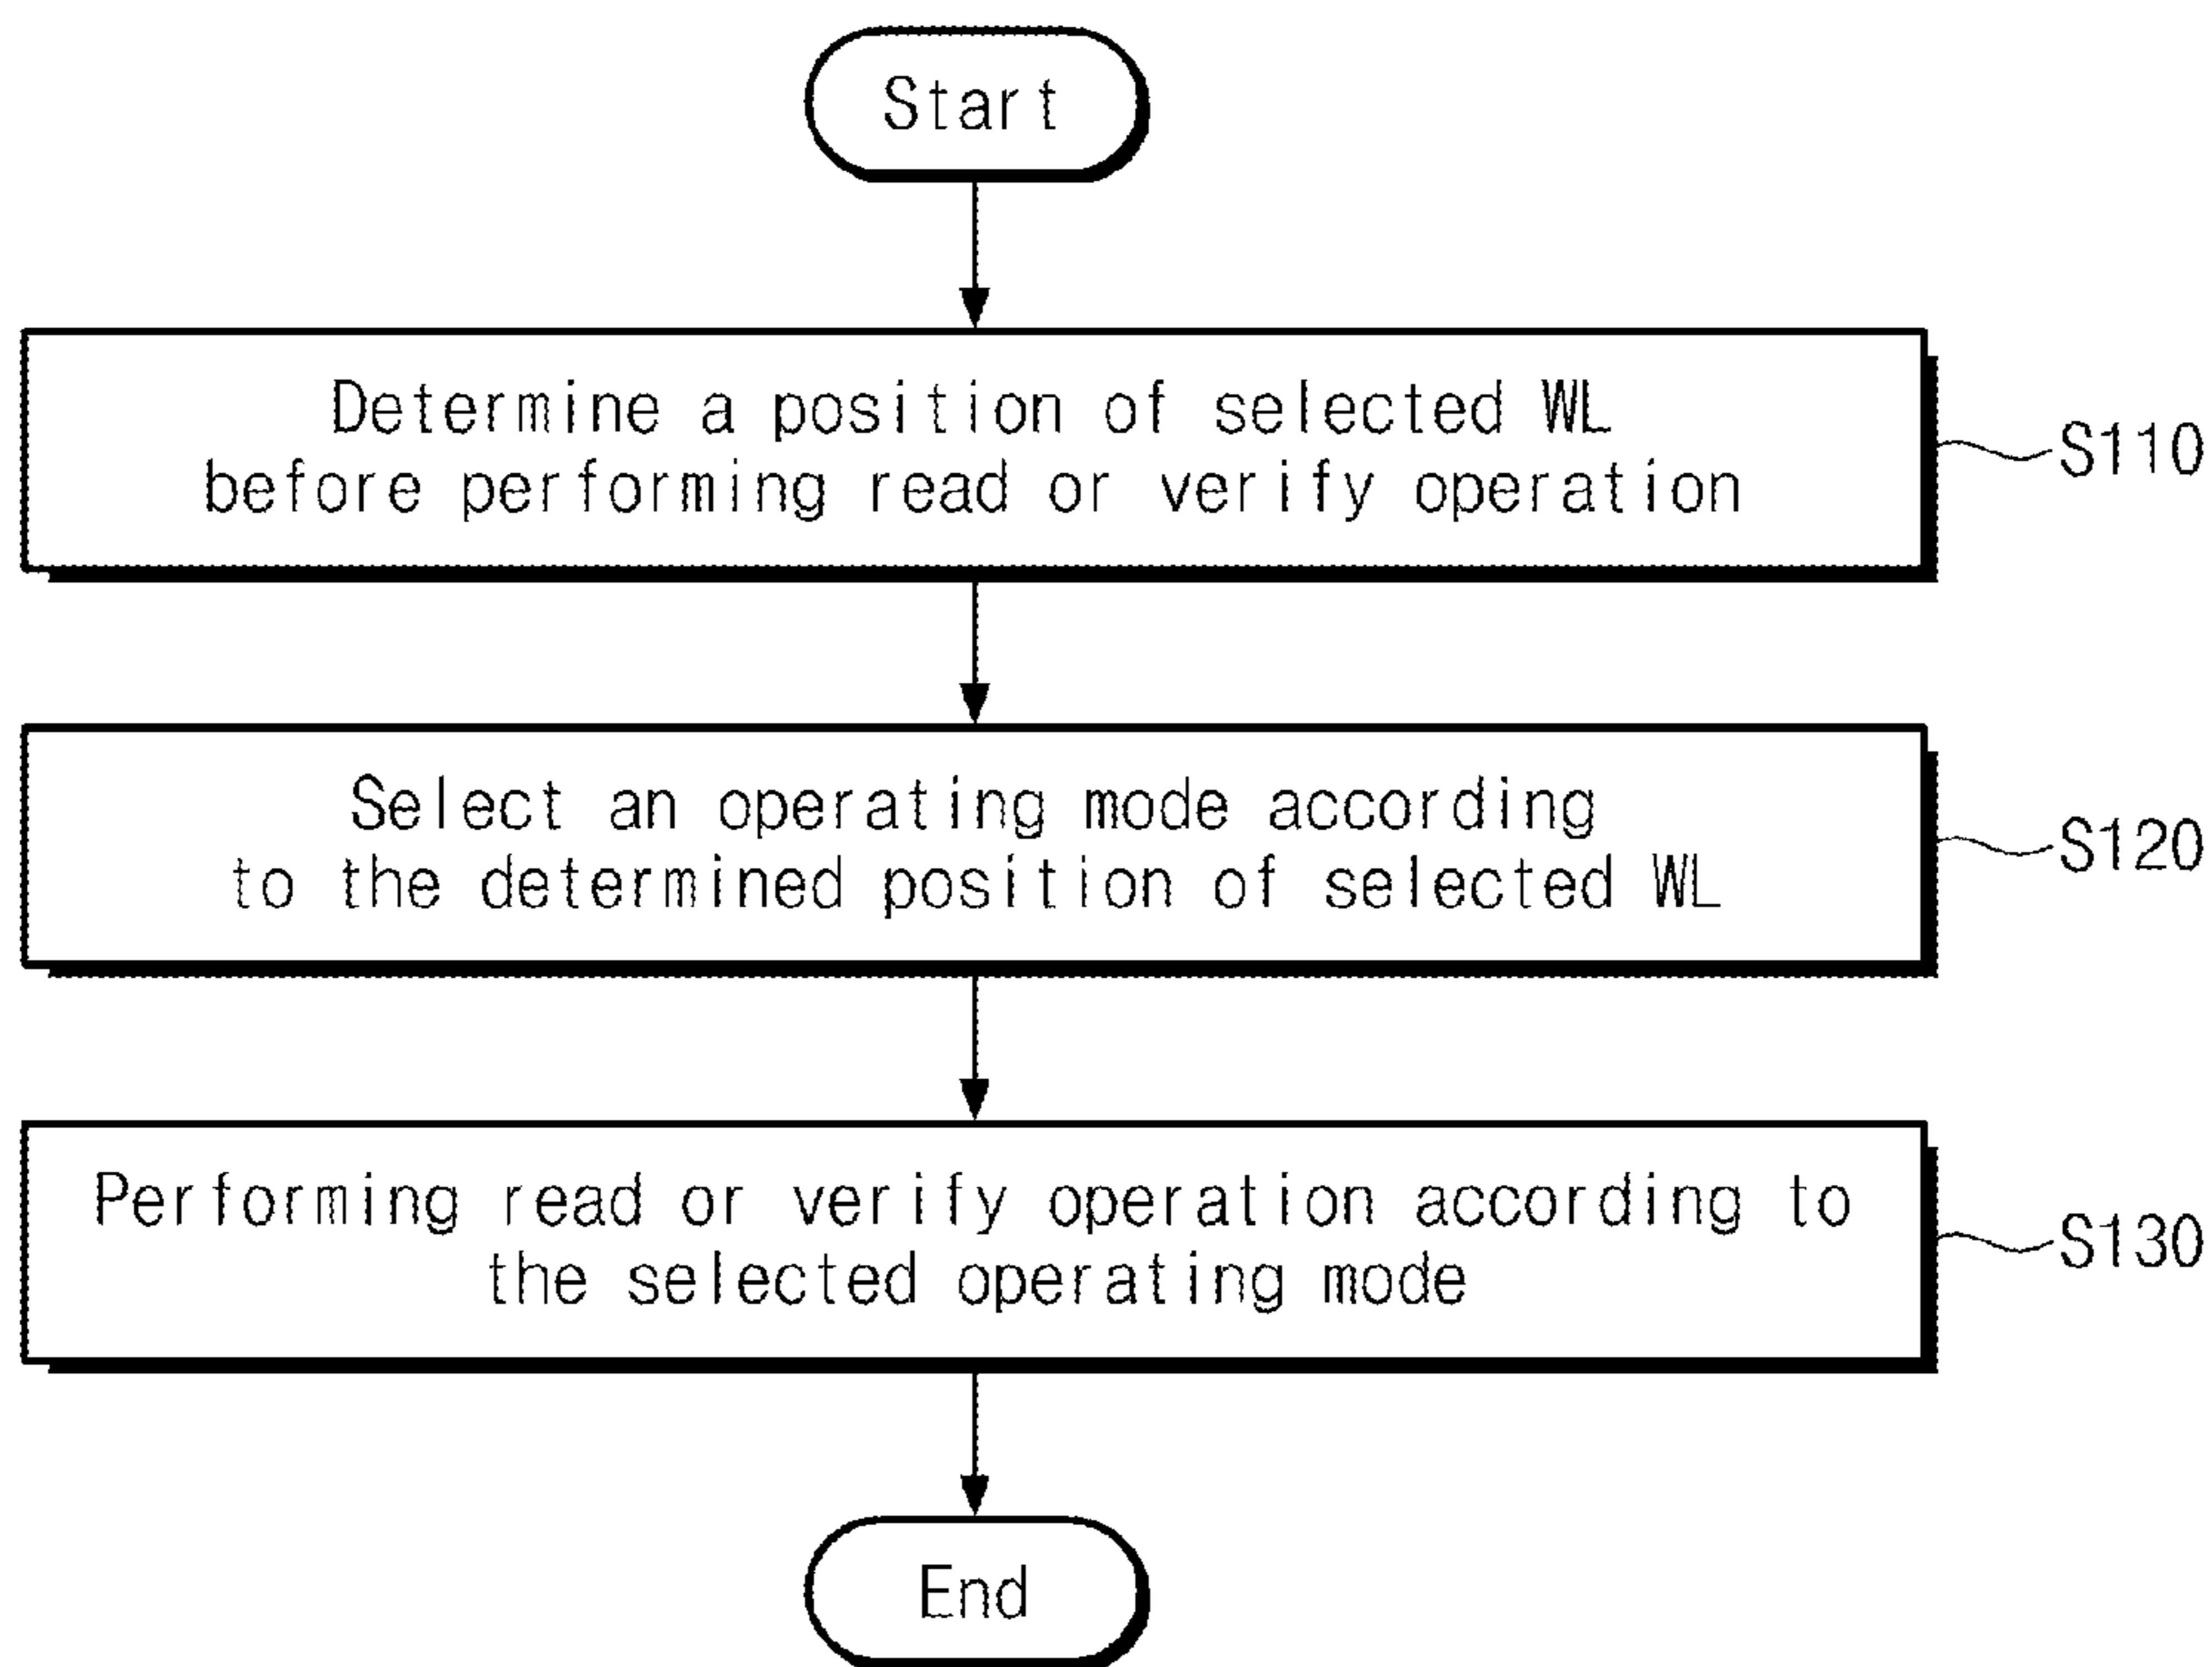 Start
Determine a position of selected WL
before performing read or verify operation
S110
Select an operating mode according
to the determined position of selected WL
S120
Performing read or verify operation according to
the selected operating mode
S130
End